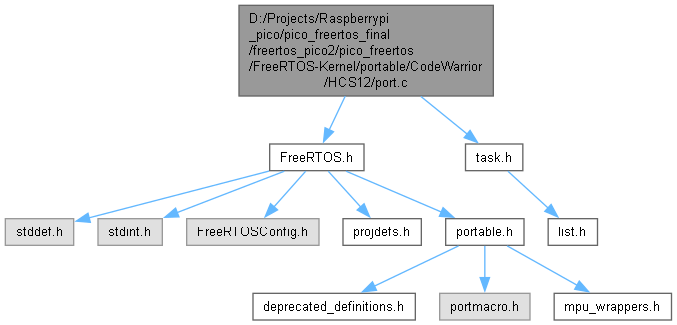 D:/Projects/Raspberrypi
_pico/pico_freertos_final
/freertos_pico2/pico_freertos
/FreeRTOS-Kernel/portable/CodeWarrior
/HCS12/port.c
FreeRTOS.h
task.h
stddef.h
stdint.h
FreeRTOSConfig.h
projdefs.h
portable.h
list.h
deprecated_definitions.h
portmacro.h
mpu_wrappers.h